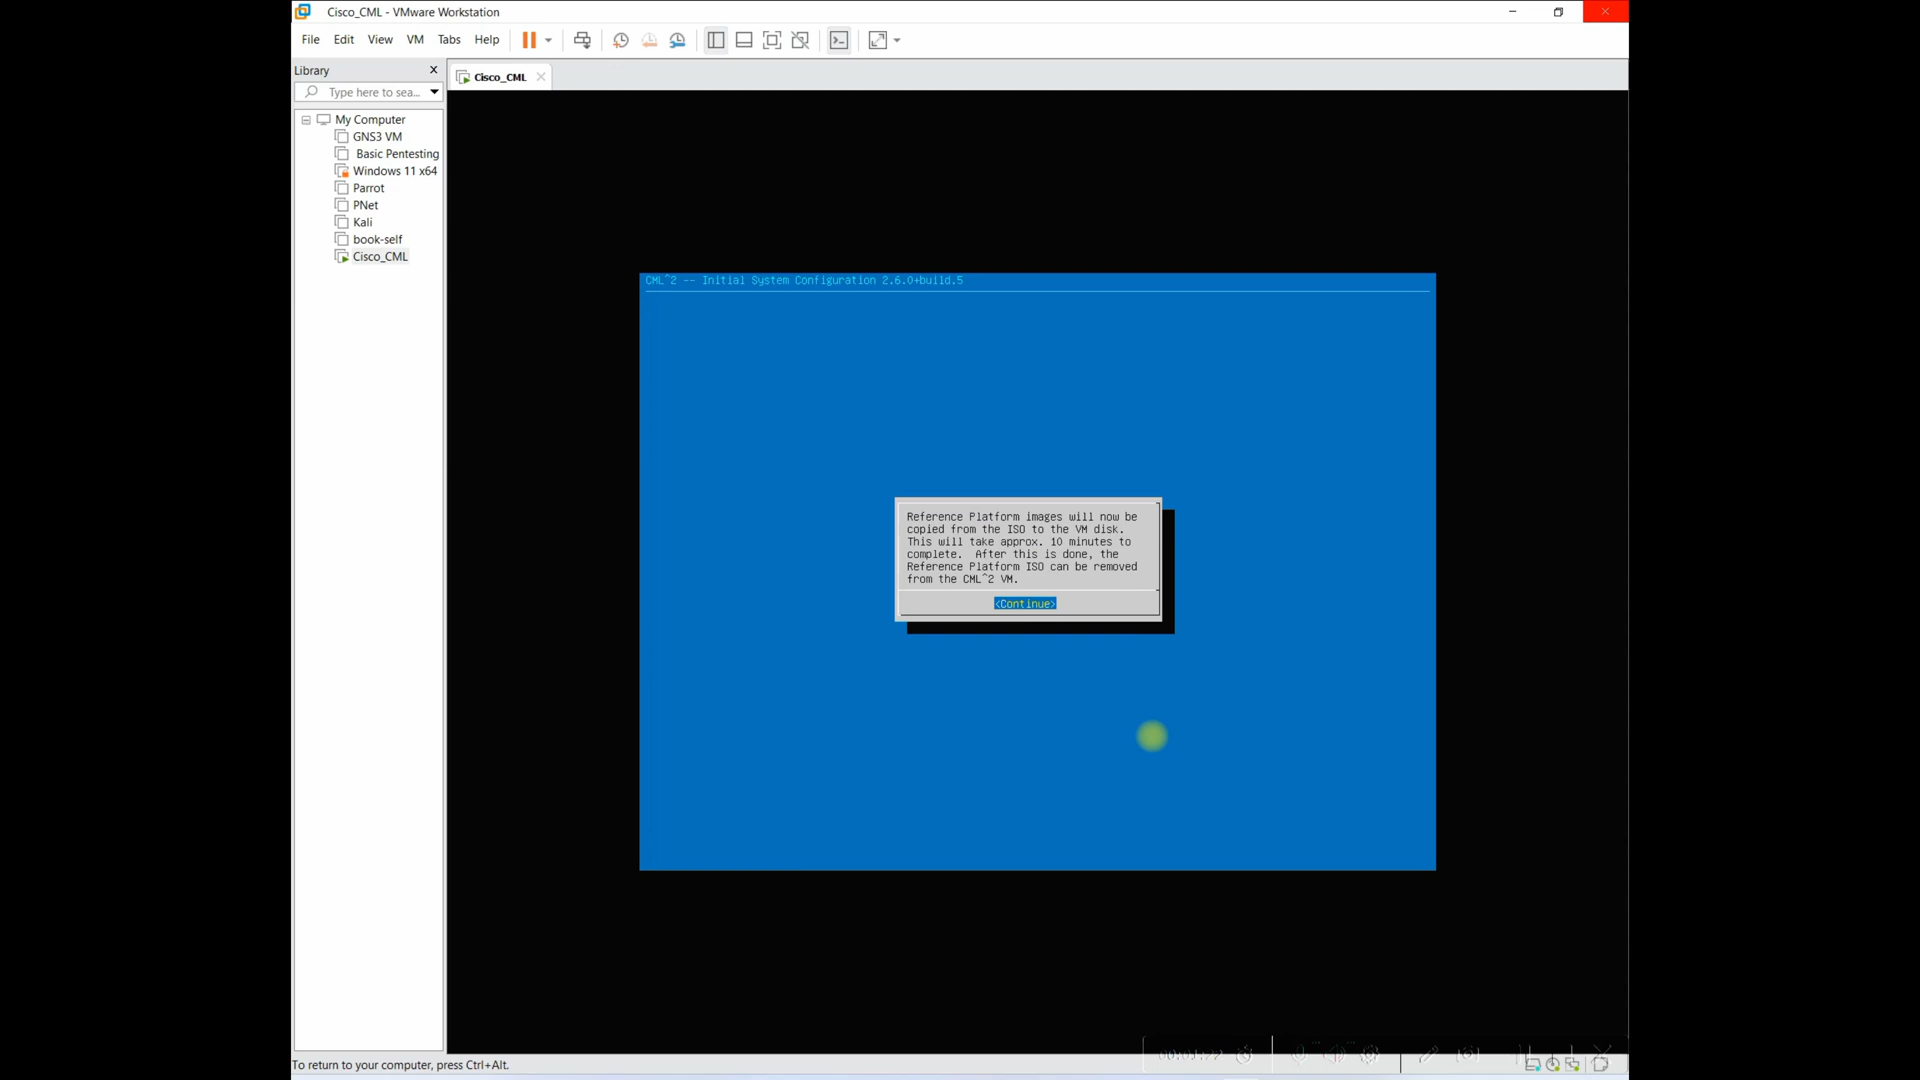 Cisco_CML - VMware Workstation
File Edit View VM Tabs Help
Library
Cisco_CML
Type here to sea...
My Computer
GNS3 VM
Basic Pentesting
Windows 11 x64
Parrot
PNet
Kali
book-self
Cisco_CML
CML^2 -- Initial System Configuration 2.6.0+build.5
Reference Platform images will now be
copied from the ISO to the VM disk.
This will take approx. 10 minutes to
complete. After this is done, the
Reference Platform ISO can be removed
from the CML^2 VM.
<Continue>
To return to your computer, press Ctrl+Alt.